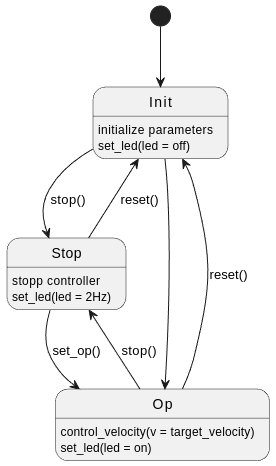 Init
initialize parameters
set_led(led = off)
stop()
reset()
Stop
stopp controller
set_led(led = 2Hz)
reset()
set_op()
stop()
Op
control_velocity(v = target_velocity)
set_led(led = on)